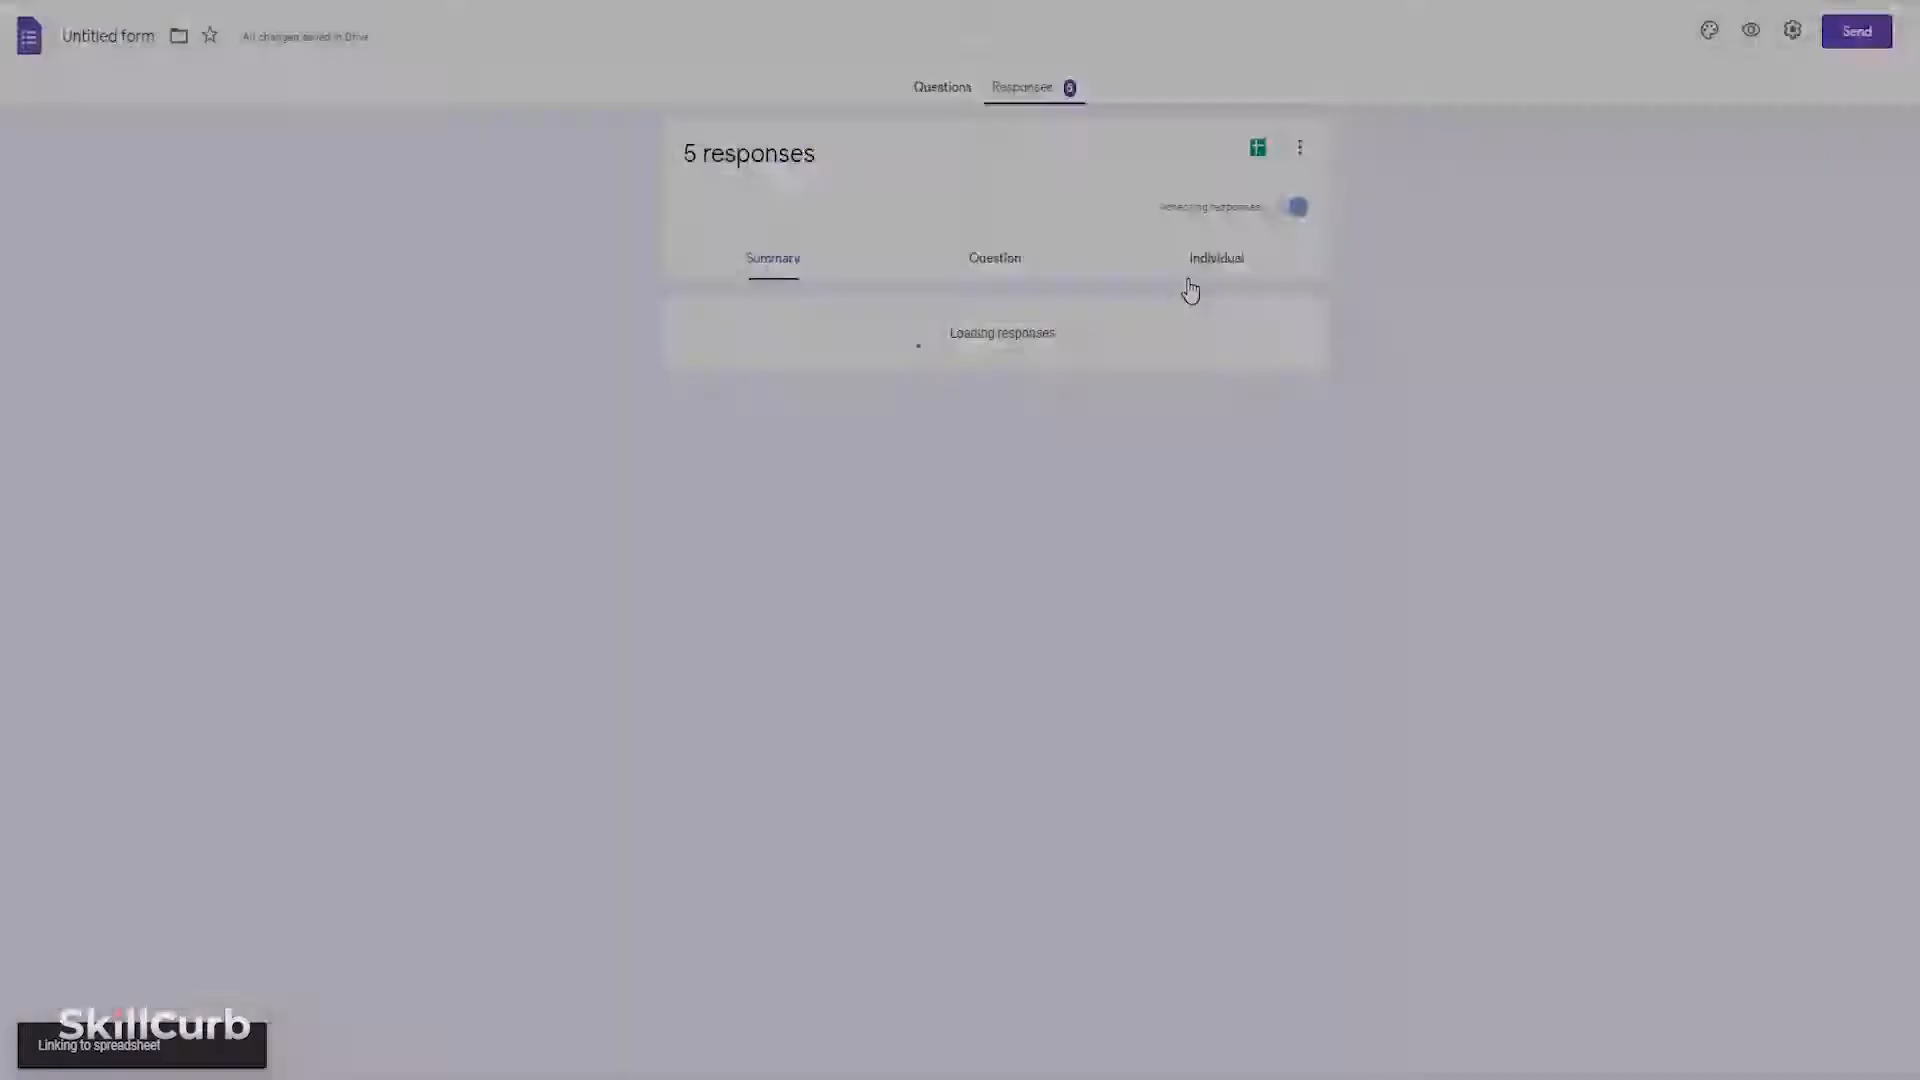 Untitled form
All changes saved in Drive
Send
Questions
Responses 5
5 responses
Accepting responses
Summary
Question
Individual
Loading responses
SkillCurb
Linking to spreadsheet